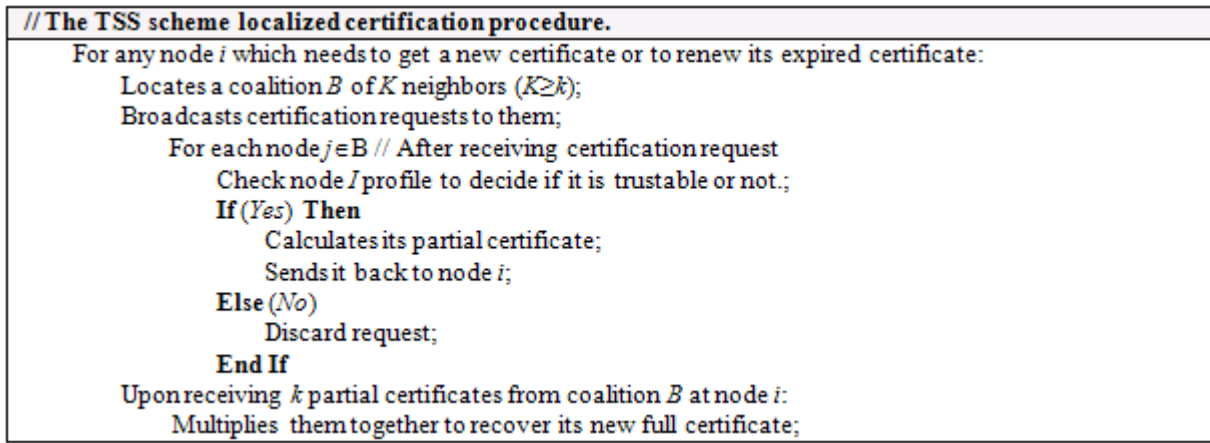 // The TSS scheme localized certification procedure.
For any node i which needs to get a new certificate or to renew its expired certificate:
Locates a coalition B of K neighbors (K≥k);
Broadcasts certification requests to them;
For each node j∈B // After receiving certification request
Check node I profile to decide if it is trustable or not.;
If (Yes) Then
Calculates its partial certificate;
Sends it back to node i;
Else (No)
Discard request;
End If
Upon receiving k partial certificates from coalition B at node i:
Multiplies them together to recover its new full certificate;